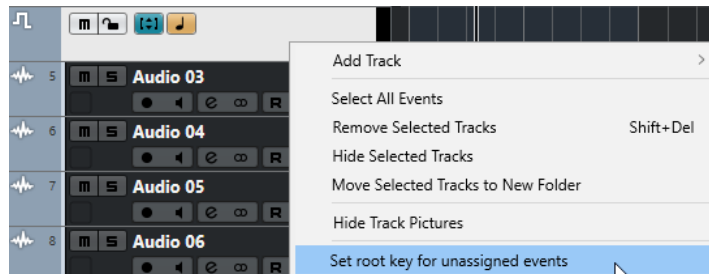 m
Add Track
5 m S Audio 03
Select All Events
e R
6 m S Audio 04
Remove Selected Tracks Shift+Del
Hide Selected Tracks
e R
7 m S Audio 05
Move Selected Tracks to New Folder
e R
Hide Track Pictures
8 m S Audio 06
Set root key for unassigned events
e R